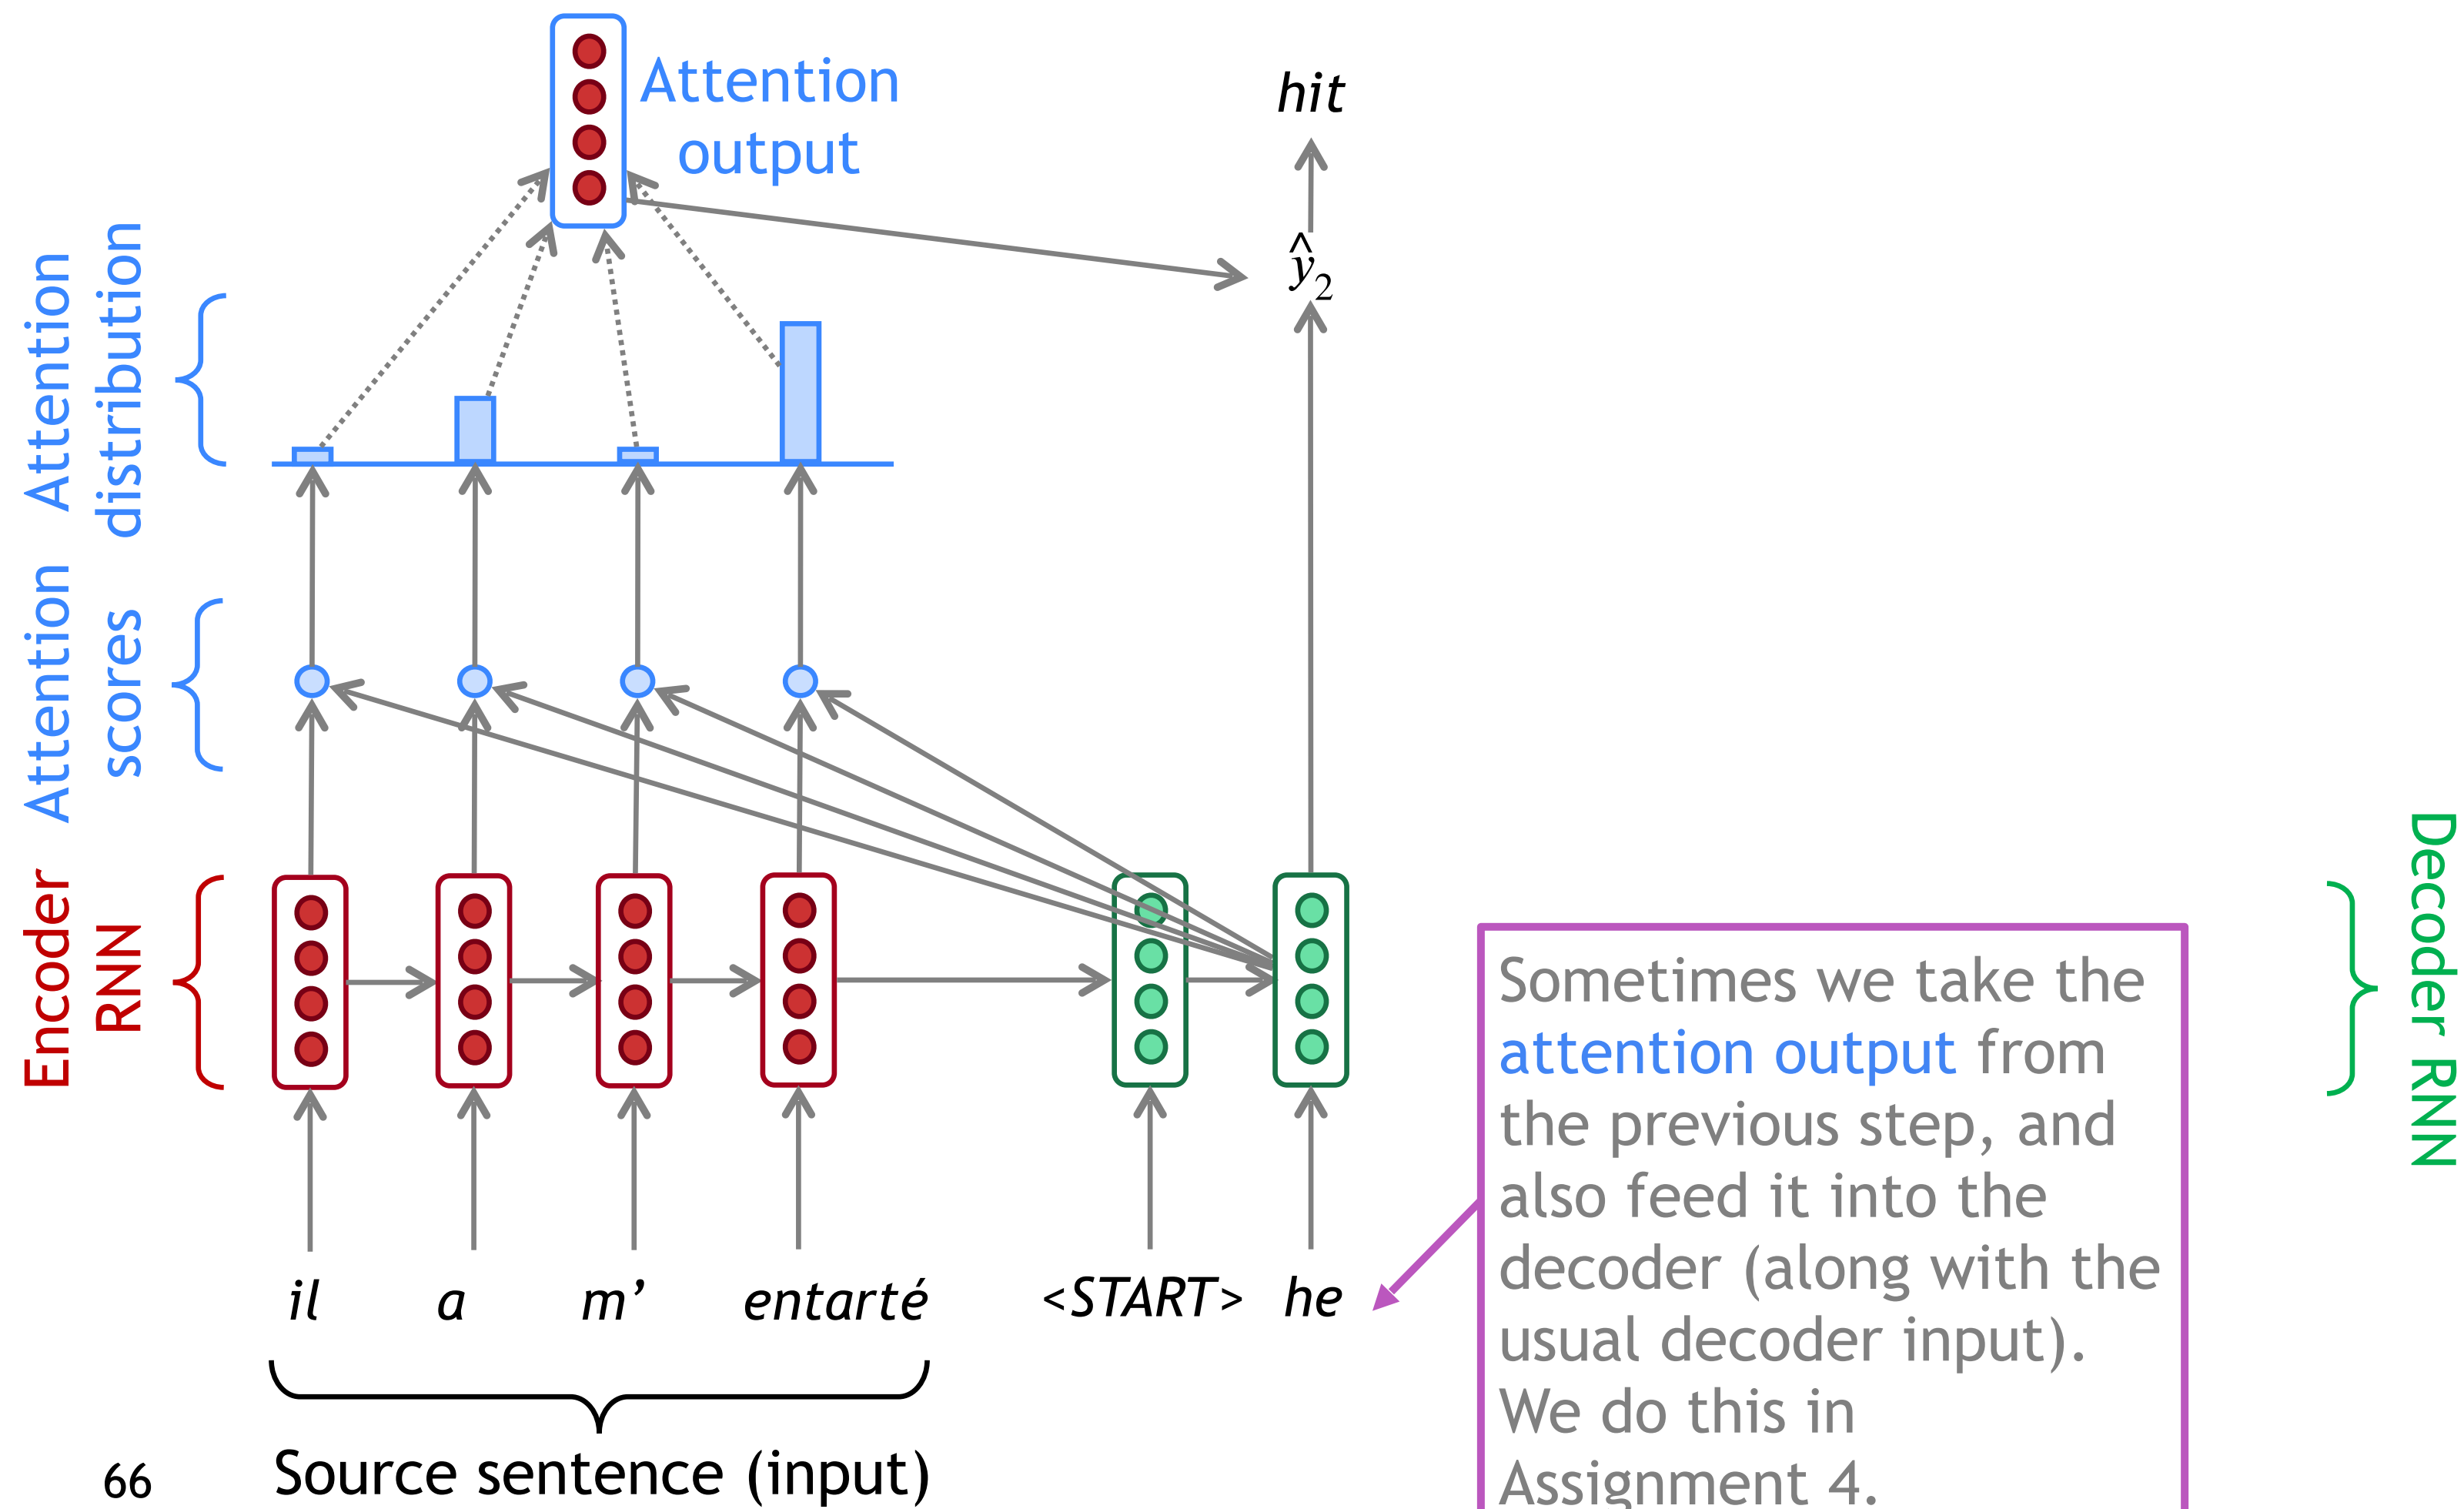 Attention
output
hit
ŷ2
Attention
distribution
Attention
scores
Encoder
RNN
Decoder RNN
Sometimes we take the
attention output from
the previous step, and
also feed it into the
decoder (along with the
usual decoder input).
We do this in
Assignment 4.
il a m’ entarté <START> he
Source sentence (input)
66